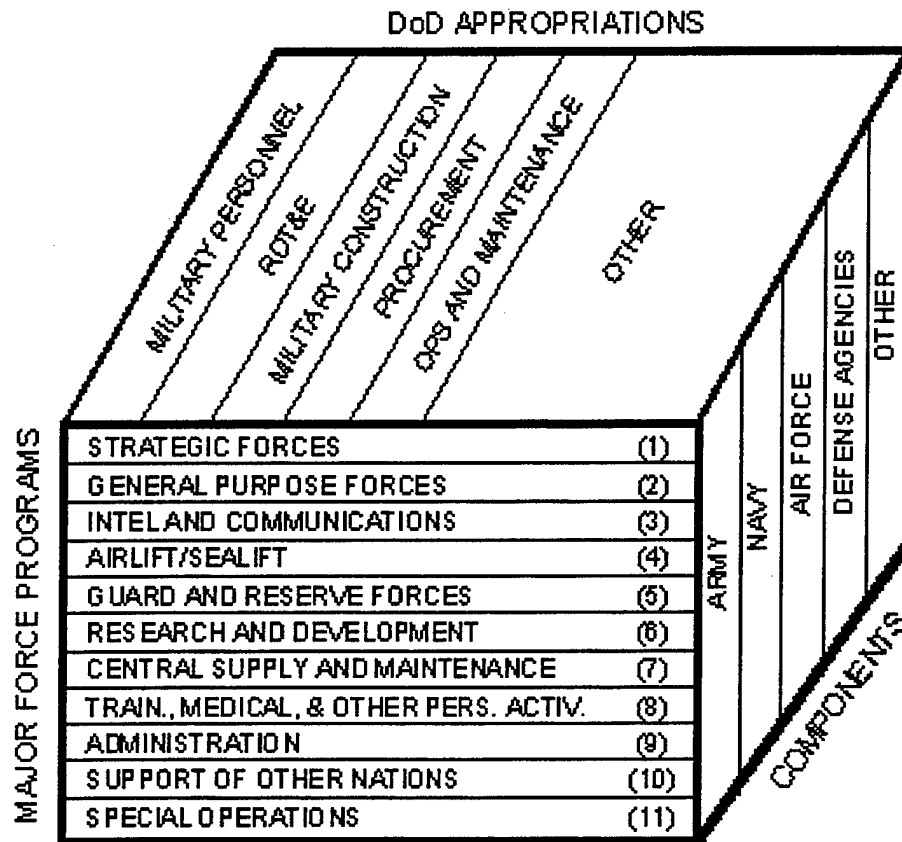 DoD APPROPRIATIONS
MILITARY PERSONNEL
RDT&E
MILITARY CONSTRUCTION
PROCUREMENT
OPS AND MAINTENANCE
OTHER
MAJOR FORCE PROGRAMS
STRATEGIC FORCES (1)
GENERAL PURPOSE FORCES (2)
INTEL AND COMMUNICATIONS (3)
AIRLIFT/SEALIFT (4)
GUARD AND RESERVE FORCES (5)
RESEARCH AND DEVELOPMENT (6)
CENTRAL SUPPLY AND MAINTENANCE (7)
TRAIN., MEDICAL, & OTHER PERS. ACTIV. (8)
ADMINISTRATION (9)
SUPPORT OF OTHER NATIONS (10)
SPECIAL OPERATIONS (11)
ARMY
NAVY
AIR FORCE
DEFENSE AGENCIES
OTHER
COMPONENTS